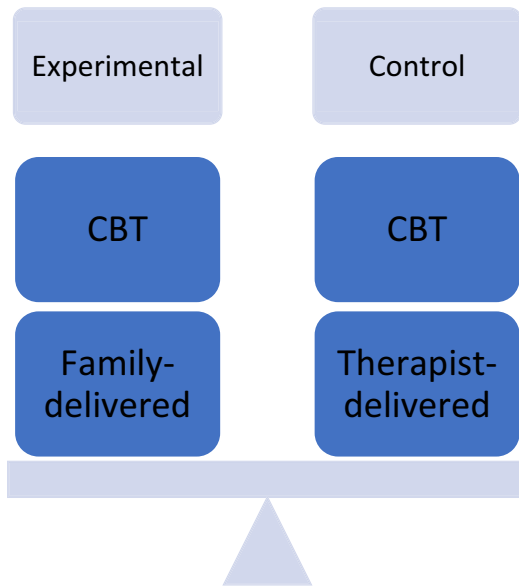 Experimental
Control
CBT
CBT
Family-
delivered
Therapist-
delivered